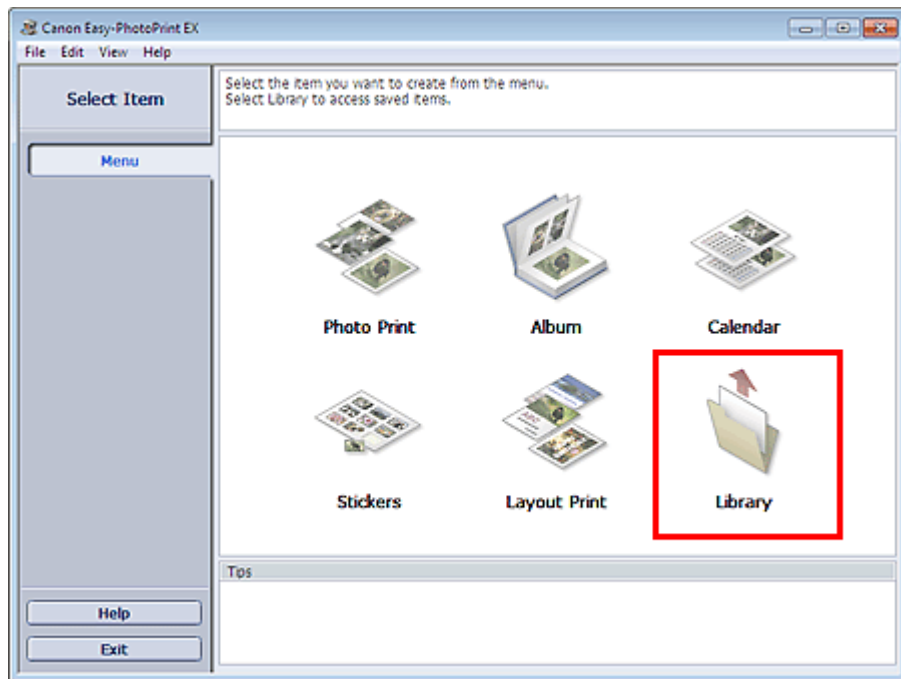 Canon Easy-PhotoPrint EX
File Edit View Help
Select Item
Select the item you want to create from the menu.
Select Library to access saved items.
Menu
Photo Print
Album
Calendar
Stickers
Layout Print
Library
Tips
Help
Exit